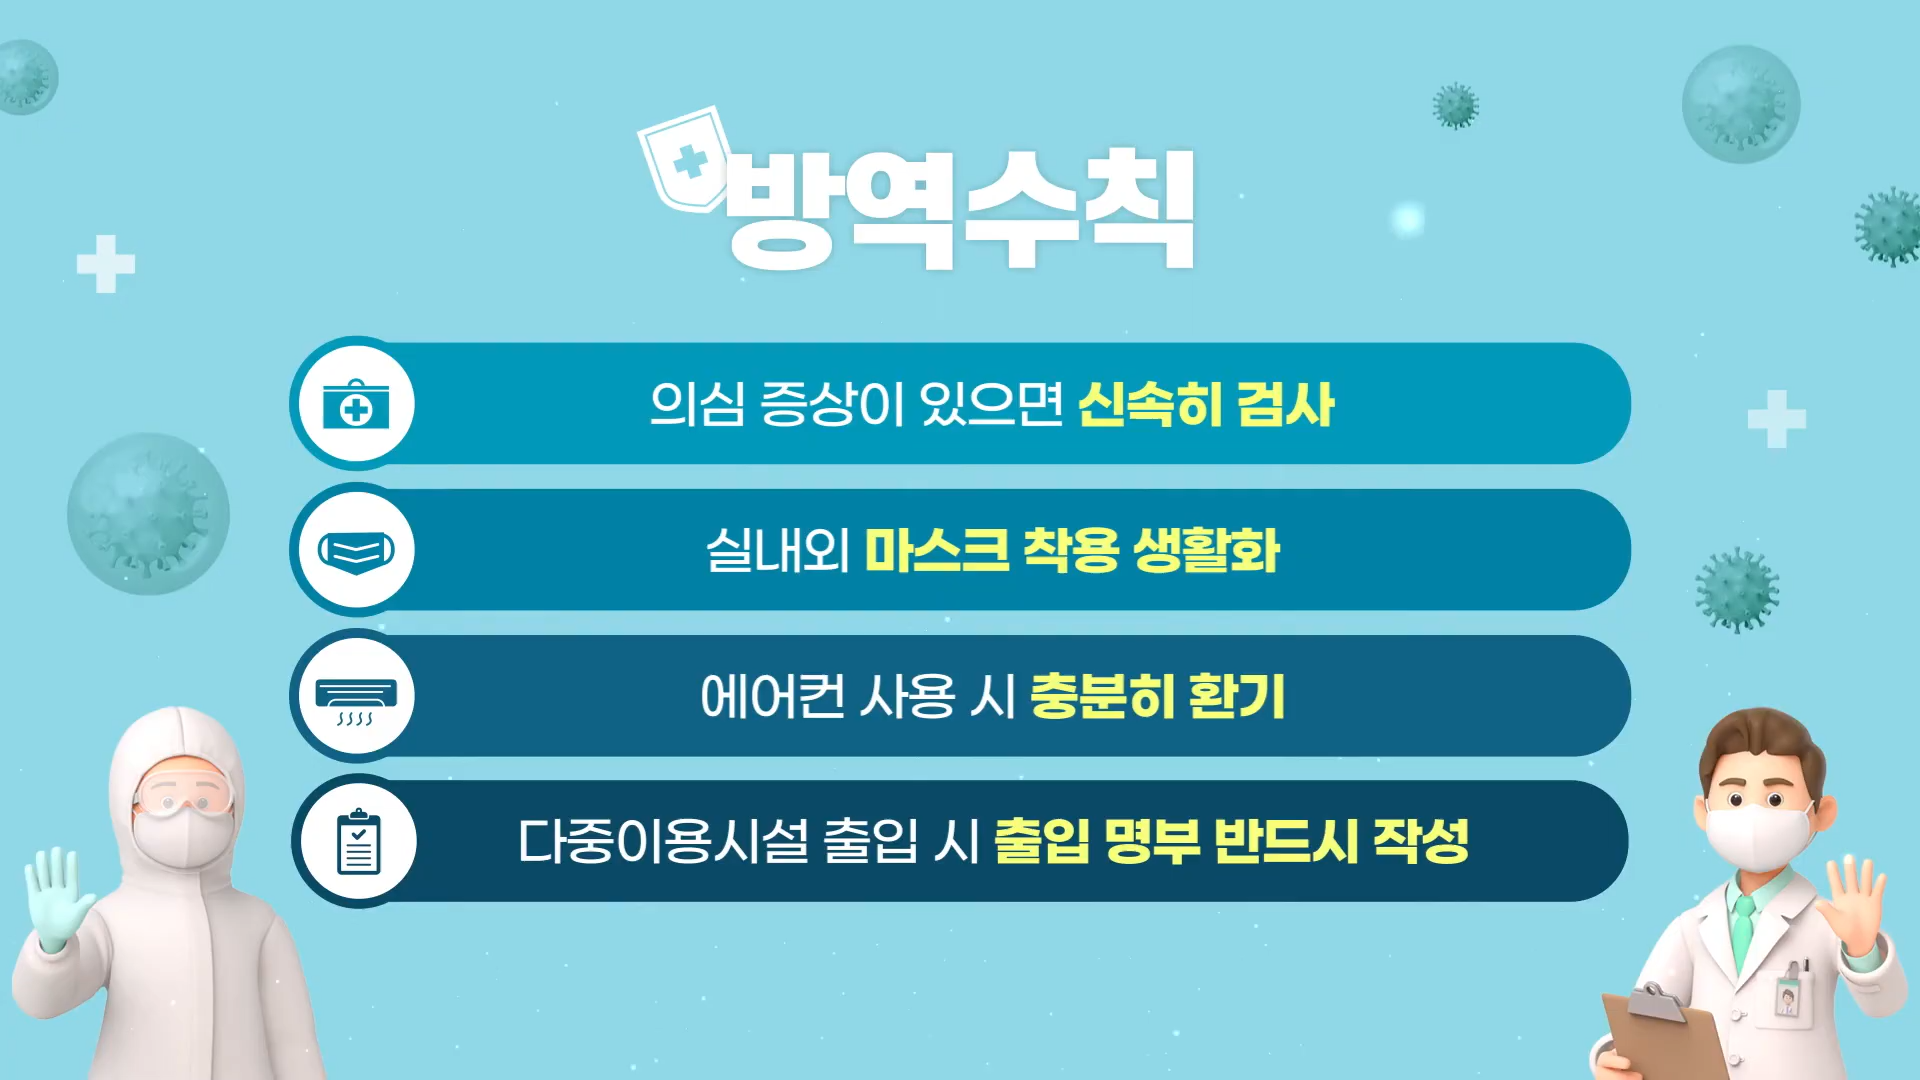 방역수칙
의심 증상이 있으면 신속히 검사
실내외 마스크 착용 생활화
에어컨 사용 시 충분히 환기
다중이용시설 출입 시 출입 명부 반드시 작성